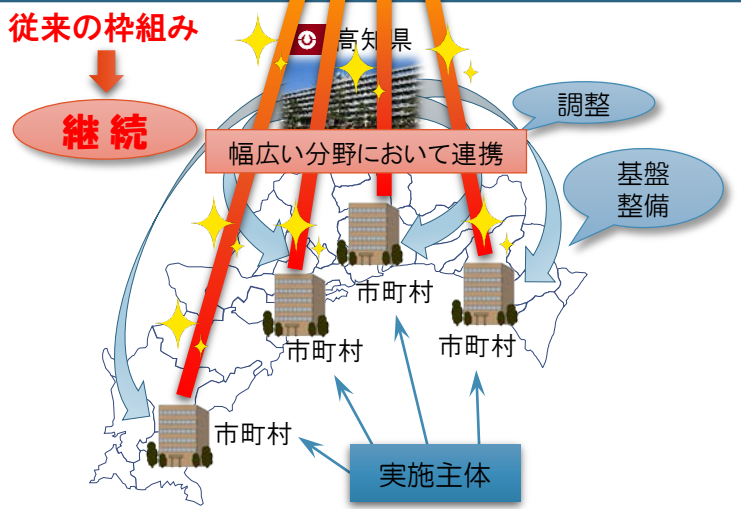 従来の枠組み
高知県
継続
調整
幅広い分野において連携
基盤
整備
市町村
市町村
市町村
市町村
実施主体